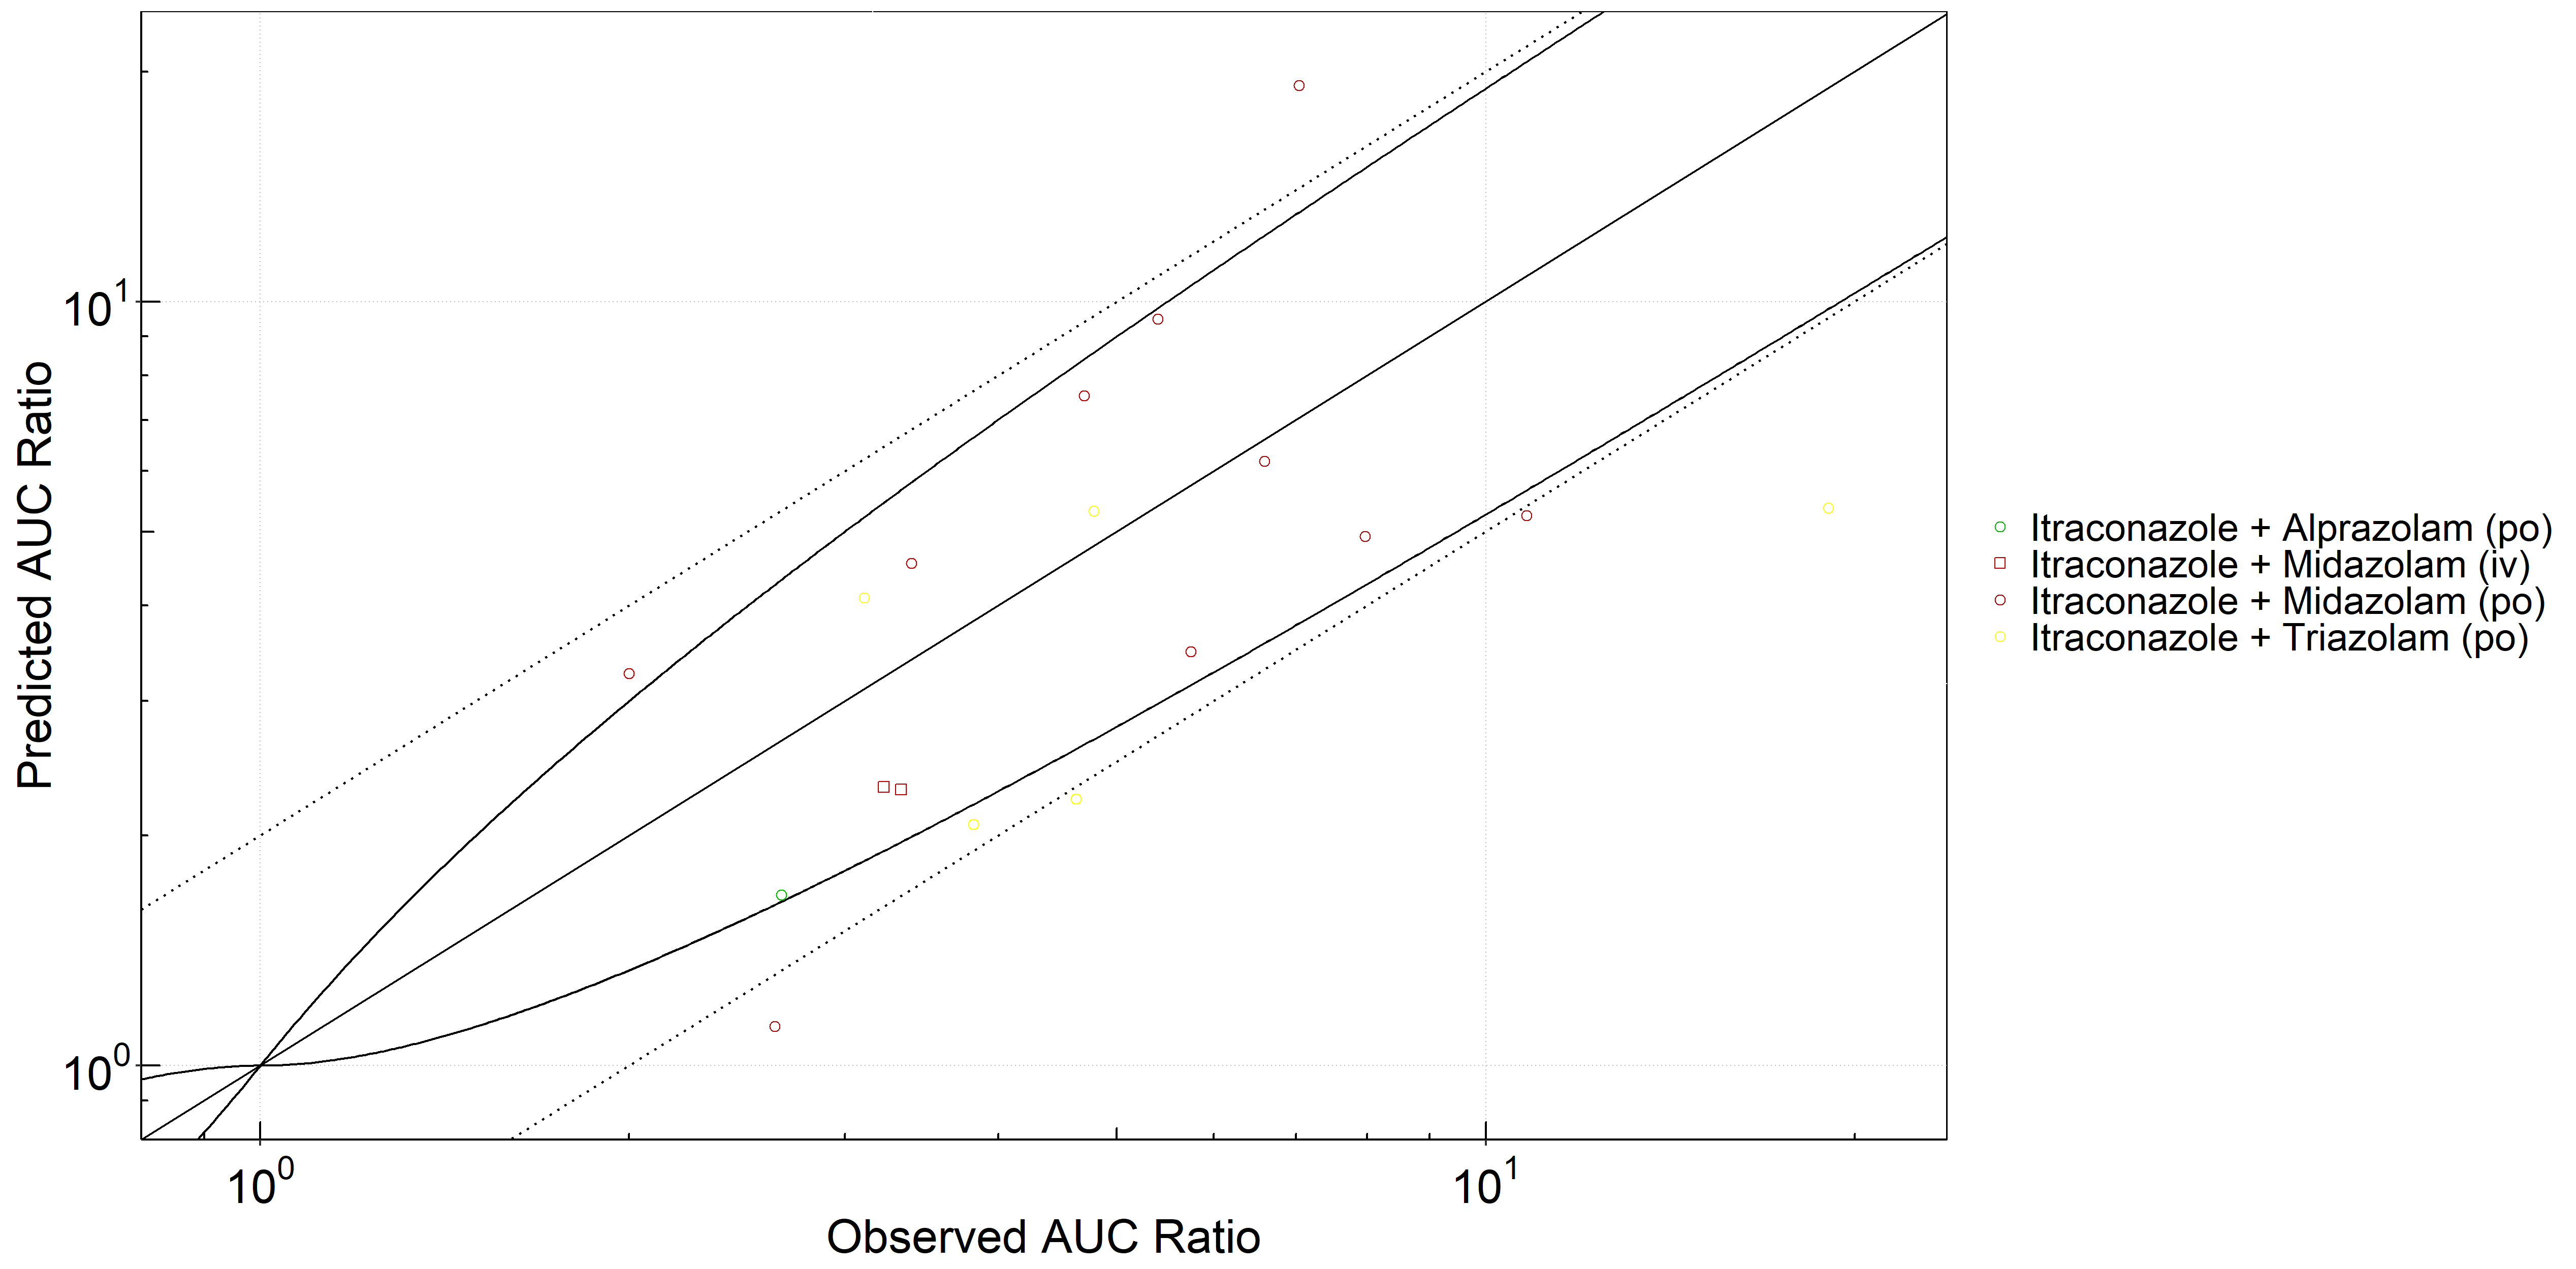 Predicted AUC Ratio
10¹
10⁰
10⁰
10¹
Observed AUC Ratio
Itraconazole + Alprazolam (po)
Itraconazole + Midazolam (iv)
Itraconazole + Midazolam (po)
Itraconazole + Triazolam (po)